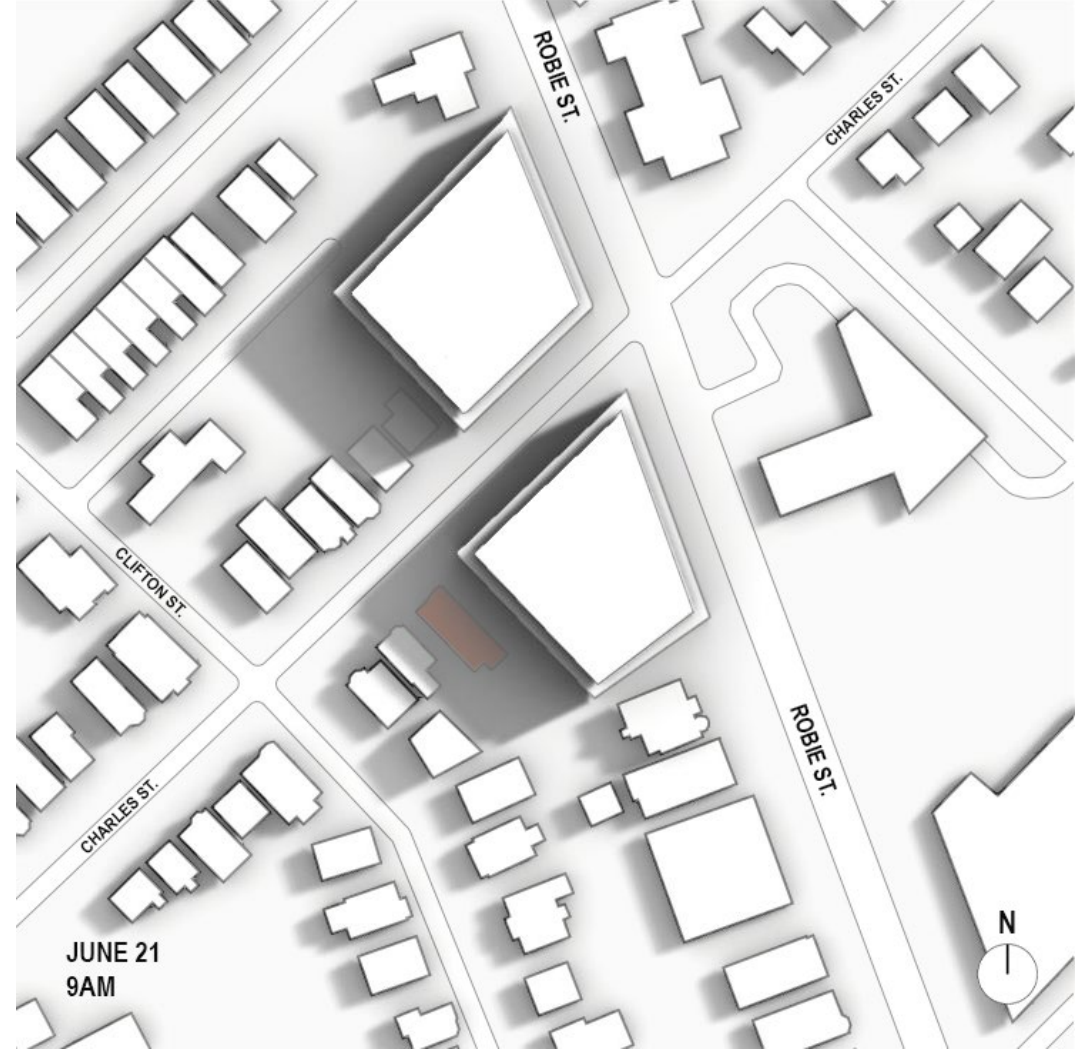 ROBIE ST.
CHARLES ST.
CLIFTON ST.
ROBIE ST.
CHARLES ST.
JUNE 21
9AM
N